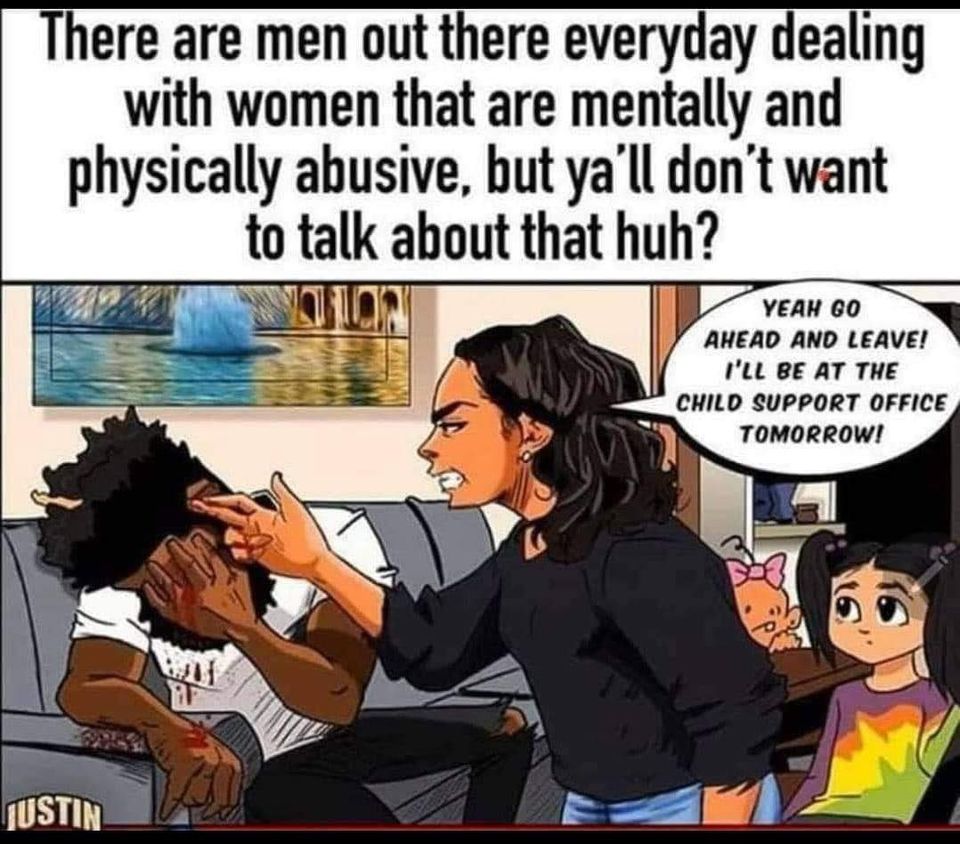 There are men out there everyday dealing
with women that are mentally and
physically abusive, but ya'll don't want
to talk about that huh?
YEAH GO
AHEAD AND LEAVE!
I'LL BE AT THE
CHILD SUPPORT OFFICE
TOMORROW!
JUSTIN